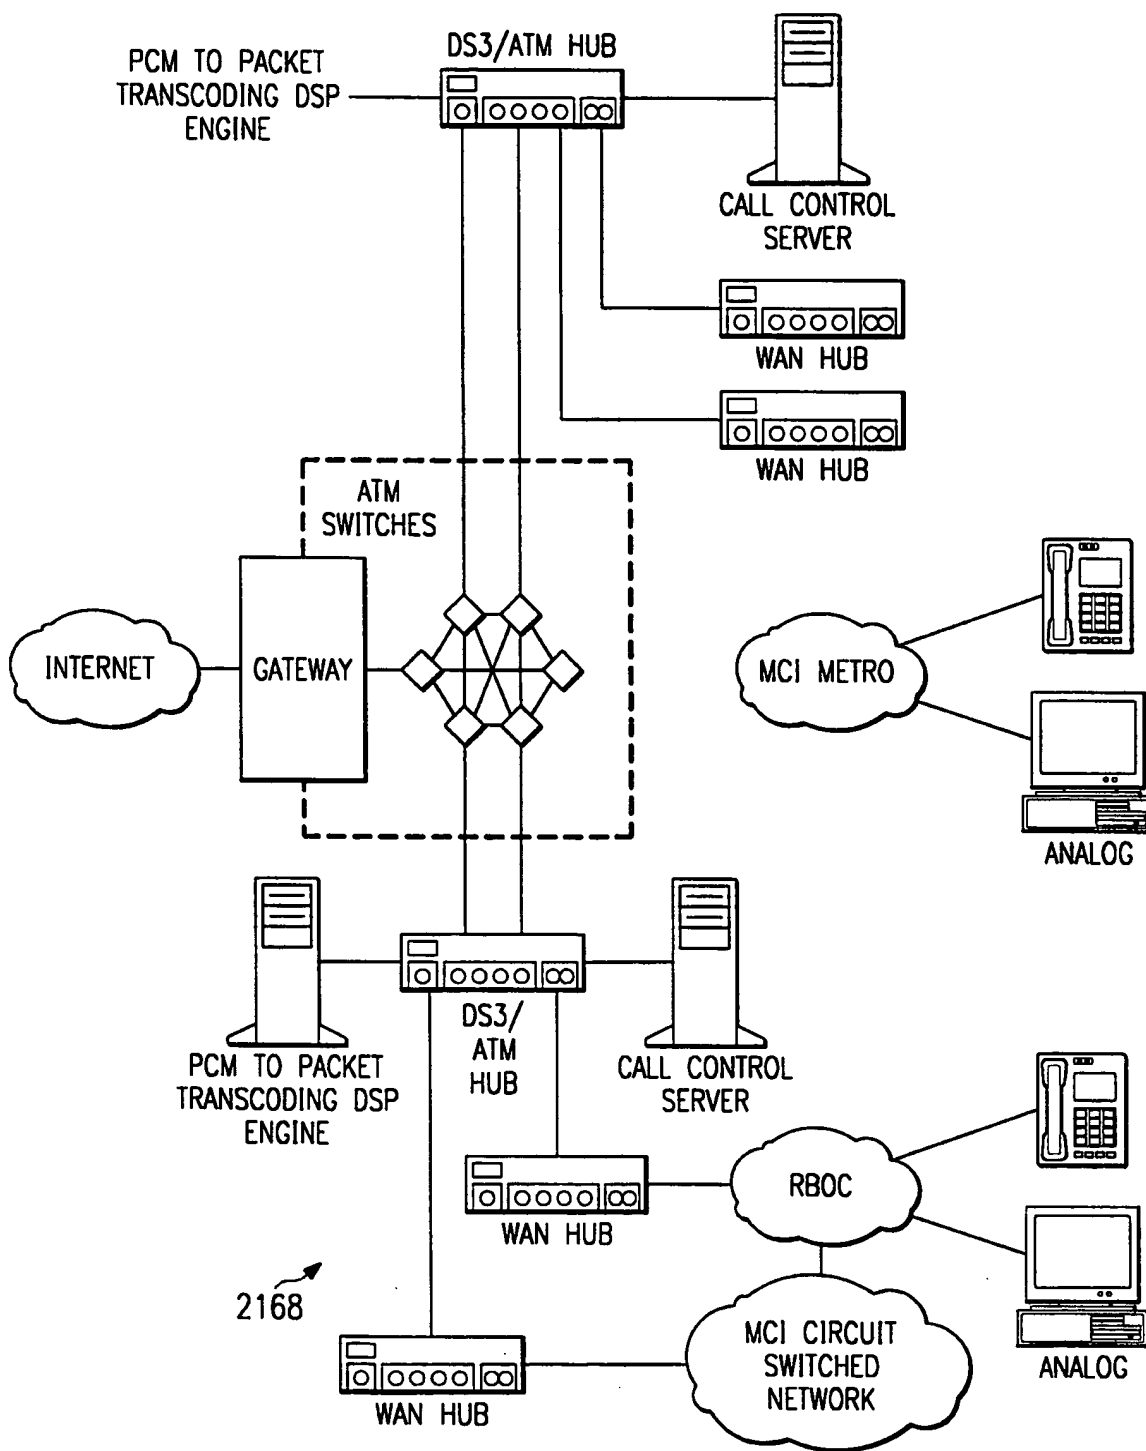 DS3/ATM HUB
PCM TO PACKET
TRANSCODING DSP
ENGINE
CALL CONTROL
SERVER
WAN HUB
WAN HUB
ATM
SWITCHES
INTERNET
GATEWAY
MCI METRO
ANALOG
DS3/
ATM
HUB
PCM TO PACKET
TRANSCODING DSP
ENGINE
CALL CONTROL
SERVER
RBOC
WAN HUB
2168
MCI CIRCUIT
SWITCHED
NETWORK
ANALOG
WAN HUB